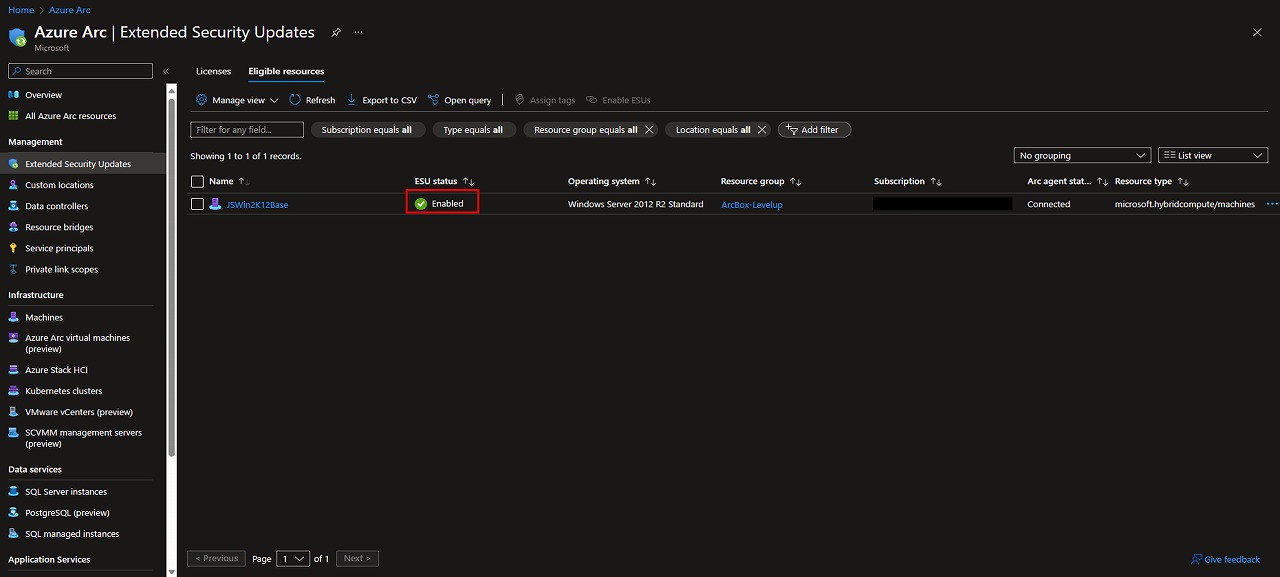 Home > Azure Arc
Azure Arc | Extended Security Updates
Microsoft
Search
Overview
All Azure Arc resources
Management
Extended Security Updates
Custom locations
Data controllers
Resource bridges
Service principals
Private link scopes
Infrastructure
Machines
Azure Arc virtual machines
(preview)
Azure Stack HCI
Kubernetes clusters
VMware vCenters (preview)
SCVMM management servers
(preview)
Data services
SQL Server instances
PostgreSQL (preview)
SQL managed instances
Application Services
Licenses Eligible resources
Manage view Refresh Export to CSV Open query Assign tags Enable ESUs
Filter for any field... Subscription equals all Type equals all Resource group equals all Location equals all Add filter
Showing 1 to 1 of 1 records.
No grouping List view
Name ESU status Operating system Resource group Subscription Arc agent stat... Resource type
JSWin2K12Base Enabled Windows Server 2012 R2 Standard ArcBox-Levelup Connected microsoft.hybridcompute/machines
< Previous Page 1 of 1 Next >
Give feedback